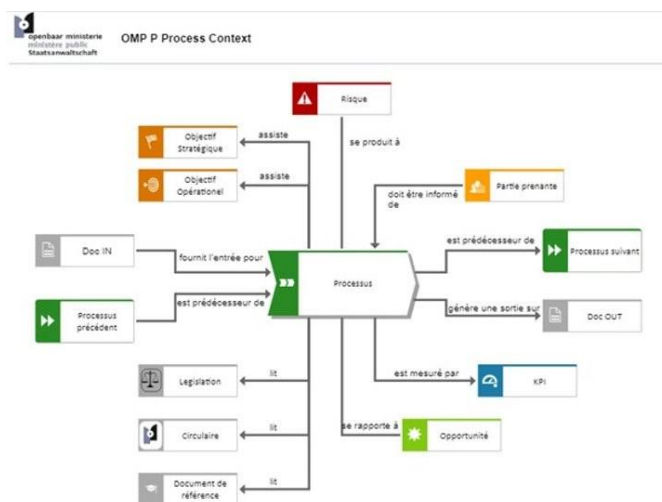 openbaar ministerie
ministère public
Staatsanwaltschaft
OMP P Process Context
Risque
Objectif
Stratégique
assiste
se produit à
Objectif
Opérationel
assiste
doit être informé
de
Partie prenante
Doc IN
fournit l'entrée pour
est prédécesseur de
Processus suivant
Processus
Processus
précédent
est prédécesseur de
génère une sortie sur
Doc OUT
Legislation
lit
est mesuré par
KPI
Circulaire
lit
se rapporte à
Opportunité
Document de
référence
lit